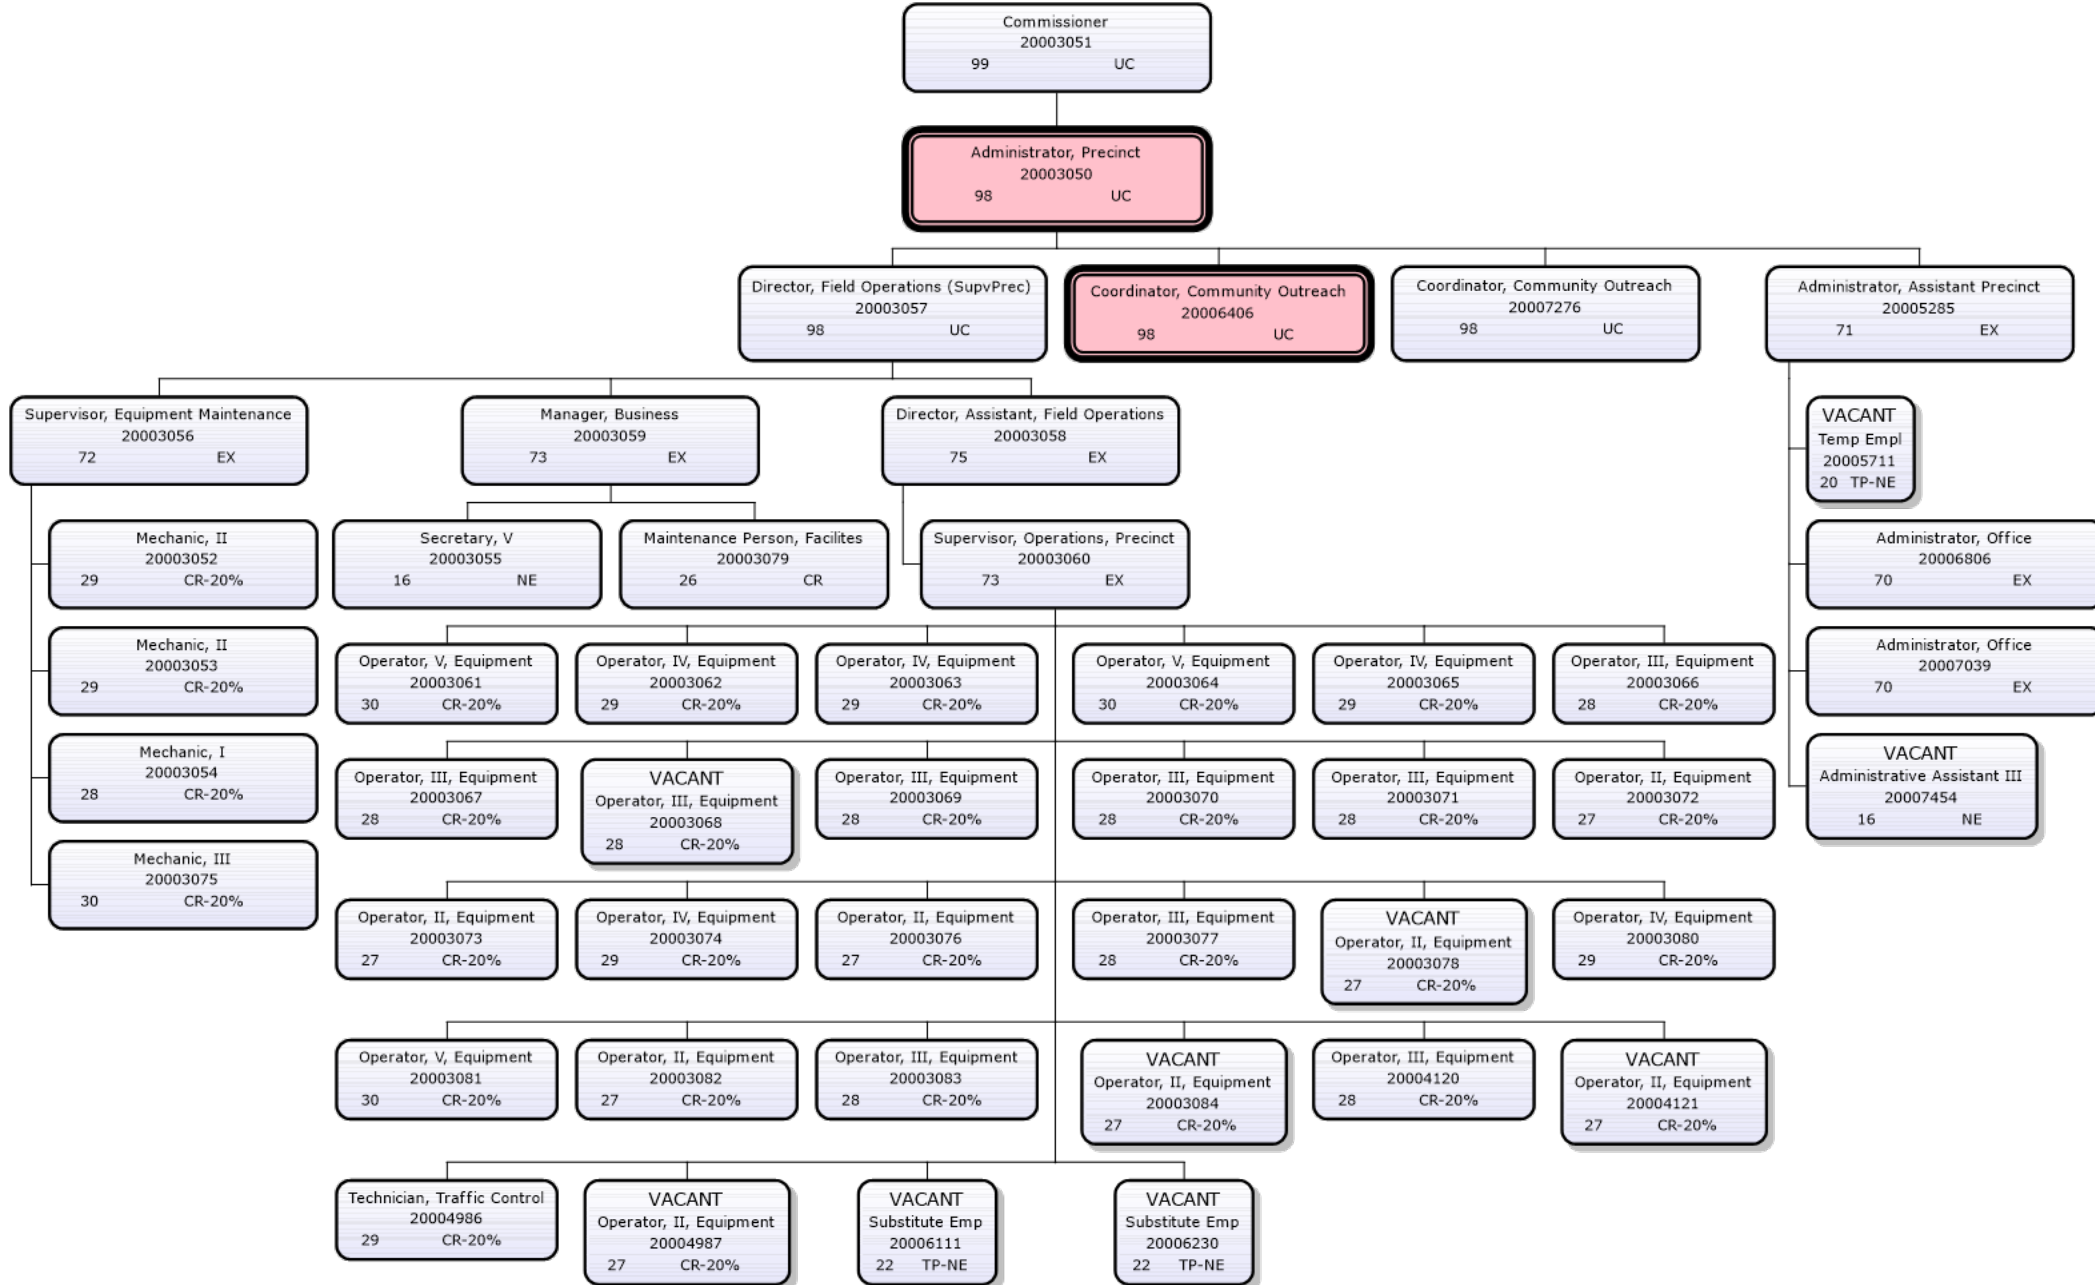 Commissioner
20003051
99 UC
Administrator, Precinct
20003050
98 UC
Director, Field Operations (SupvPrec)
20003057
98 UC
Coordinator, Community Outreach
20006406
98 UC
Coordinator, Community Outreach
20007276
98 UC
Administrator, Assistant Precinct
20005285
71 EX
Supervisor, Equipment Maintenance
20003056
72 EX
Manager, Business
20003059
73 EX
Director, Assistant, Field Operations
20003058
75 EX
VACANT
Temp Empl
20005711
20 TP-NE
Mechanic, II
20003052
29 CR-20%
Secretary, V
20003055
16 NE
Maintenance Person, Facilites
20003079
26 CR
Supervisor, Operations, Precinct
20003060
73 EX
Administrator, Office
20006806
70 EX
Mechanic, II
20003053
29 CR-20%
Operator, V, Equipment
20003061
30 CR-20%
Operator, IV, Equipment
20003062
29 CR-20%
Operator, IV, Equipment
20003063
29 CR-20%
Operator, V, Equipment
20003064
30 CR-20%
Operator, IV, Equipment
20003065
29 CR-20%
Operator, III, Equipment
20003066
28 CR-20%
Administrator, Office
20007039
70 EX
Mechanic, I
20003054
28 CR-20%
Operator, III, Equipment
20003067
28 CR-20%
VACANT
Operator, III, Equipment
20003068
28 CR-20%
Operator, III, Equipment
20003069
28 CR-20%
Operator, III, Equipment
20003070
28 CR-20%
Operator, III, Equipment
20003071
28 CR-20%
Operator, II, Equipment
20003072
27 CR-20%
VACANT
Administrative Assistant III
20007454
16 NE
Mechanic, III
20003075
30 CR-20%
Operator, II, Equipment
20003073
27 CR-20%
Operator, IV, Equipment
20003074
29 CR-20%
Operator, II, Equipment
20003076
27 CR-20%
Operator, III, Equipment
20003077
28 CR-20%
VACANT
Operator, II, Equipment
20003078
27 CR-20%
Operator, IV, Equipment
20003080
29 CR-20%
Operator, V, Equipment
20003081
30 CR-20%
Operator, II, Equipment
20003082
27 CR-20%
Operator, III, Equipment
20003083
28 CR-20%
VACANT
Operator, II, Equipment
20003084
27 CR-20%
Operator, III, Equipment
20004120
28 CR-20%
VACANT
Operator, II, Equipment
20004121
27 CR-20%
Technician, Traffic Control
20004986
29 CR-20%
VACANT
Operator, II, Equipment
20004987
27 CR-20%
VACANT
Substitute Emp
20006111
22 TP-NE
VACANT
Substitute Emp
20006230
22 TP-NE